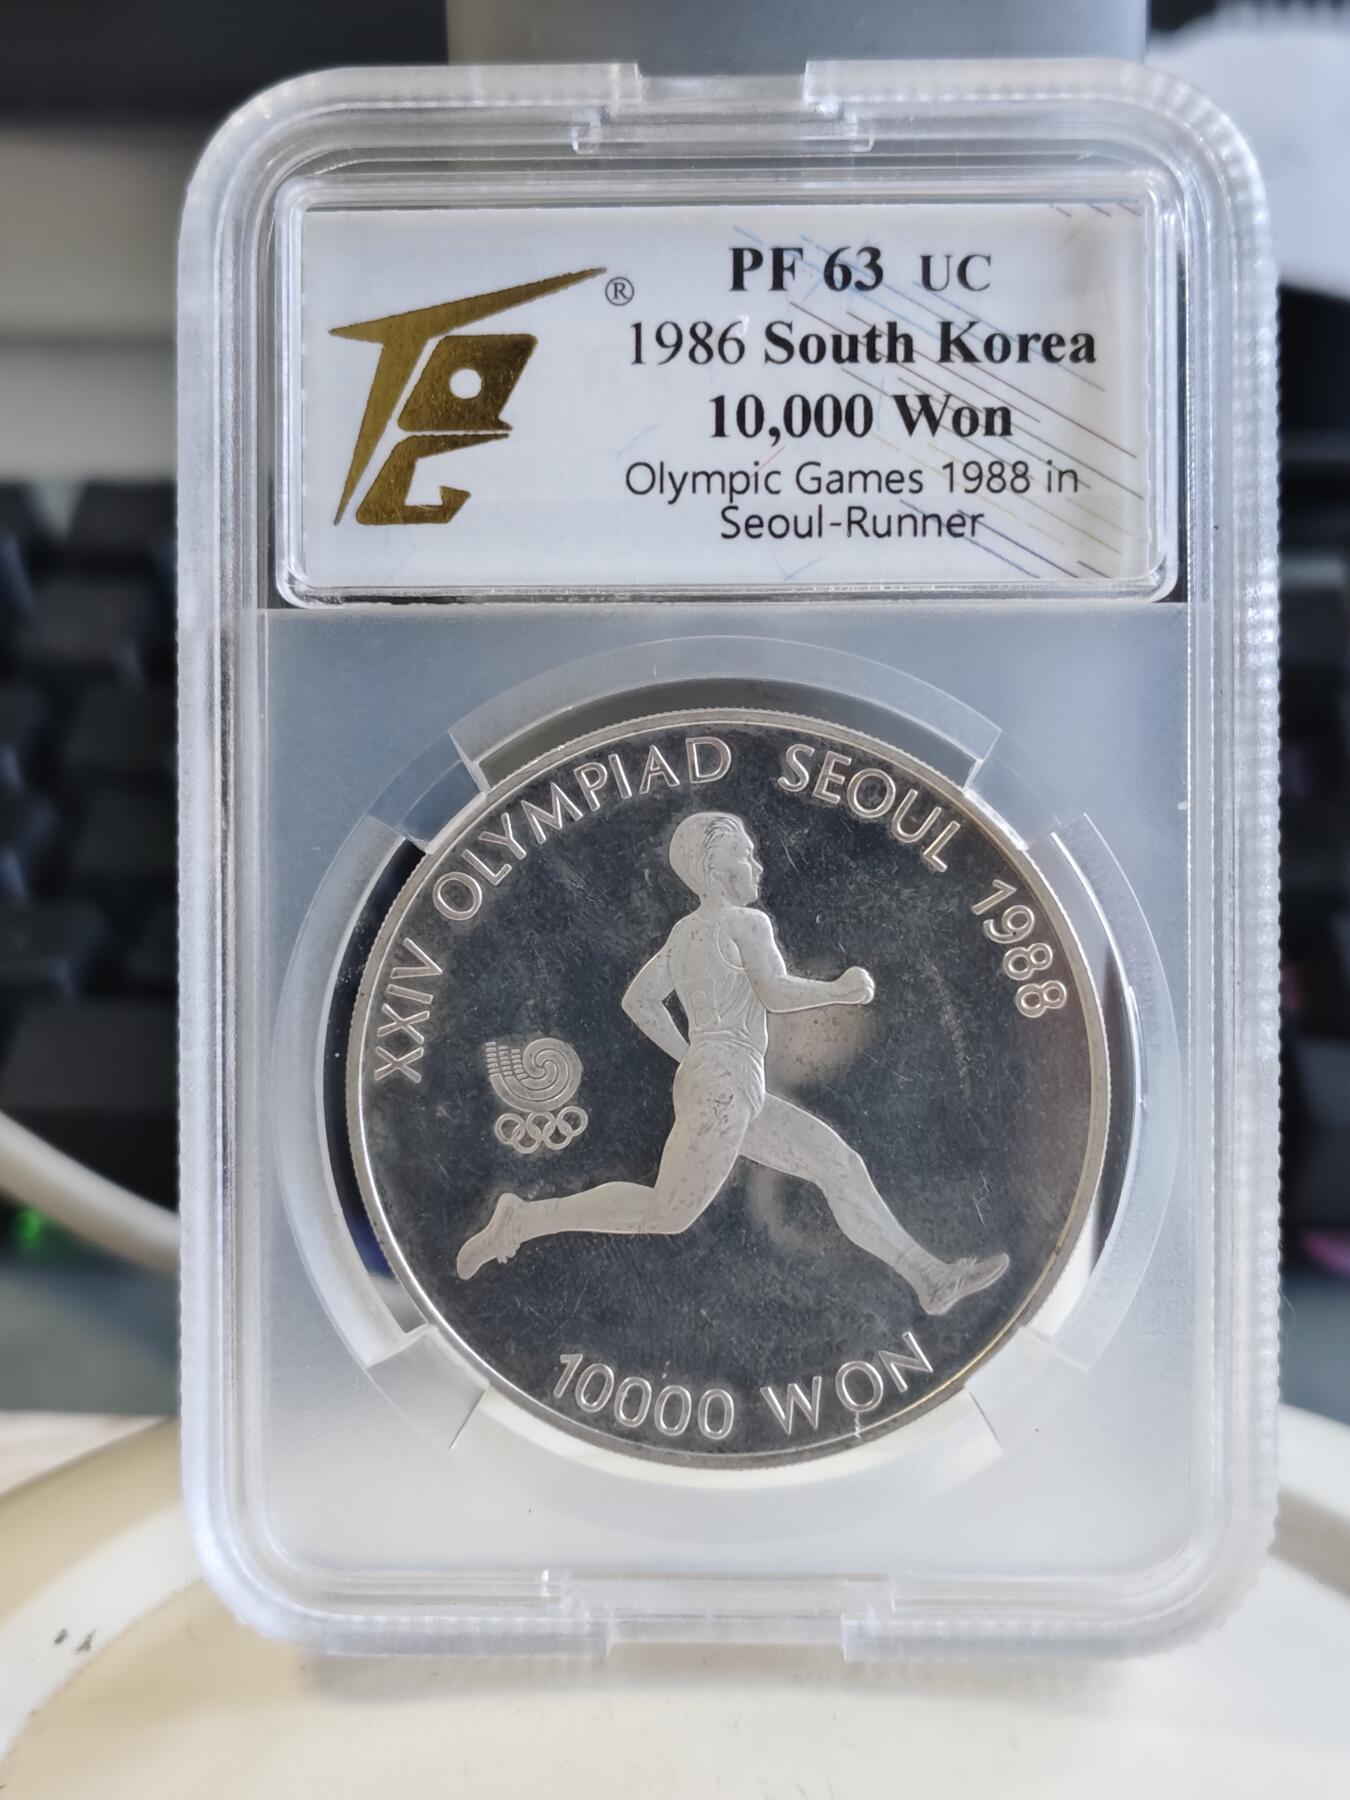 ®
PF 63 UC
1986 South Korea
10,000 Won
Olympic Games 1988 in
Seoul-Runner
XXIV OLYMPIAD SEOUL 1988
10000 WON